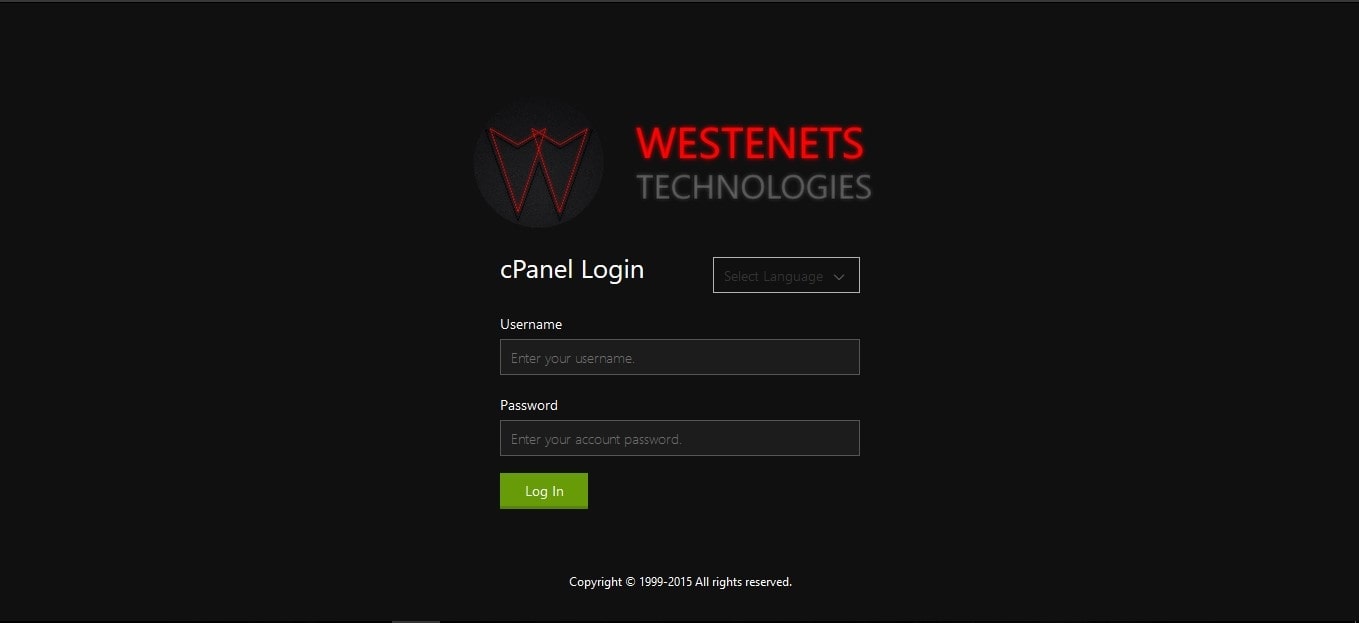 WESTENETS
TECHNOLOGIES
cPanel Login
Select Language
Username
Enter your username.
Password
Enter your account password.
Log In
Copyright © 1999-2015 All rights reserved.